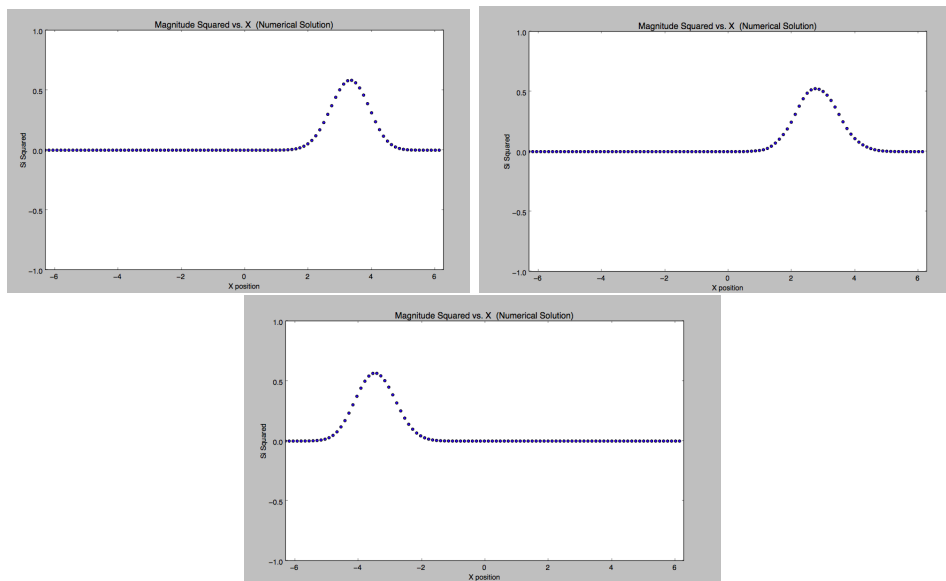 Magnitude Squared vs. X (Numerical Solution)
1.0
0.5
0.0
−0.5
−1.0
Si Squared
−6 −4 −2 0 2 4 6
X position
Magnitude Squared vs. X (Numerical Solution)
1.0
0.5
0.0
−0.5
−1.0
Si Squared
−6 −4 −2 0 2 4 6
X position
Magnitude Squared vs. X (Numerical Solution)
1.0
0.5
0.0
−0.5
−1.0
Si Squared
−6 −4 −2 0 2 4 6
X position